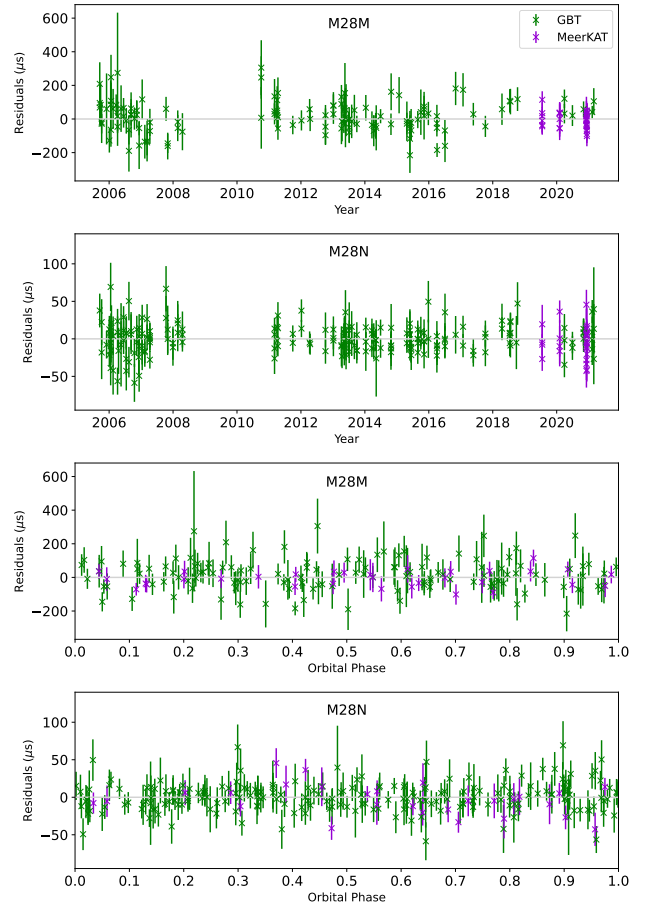 M28M
GBT
MeerKAT
Residuals (μs)
600
400
200
0
−200
2006 2008 2010 2012 2014 2016 2018 2020
Year
M28N
Residuals (μs)
100
50
0
−50
2006 2008 2010 2012 2014 2016 2018 2020
Year
M28M
Residuals (μs)
600
400
200
0
−200
0.0 0.1 0.2 0.3 0.4 0.5 0.6 0.7 0.8 0.9 1.0
Orbital Phase
M28N
Residuals (μs)
100
50
0
−50
0.0 0.1 0.2 0.3 0.4 0.5 0.6 0.7 0.8 0.9 1.0
Orbital Phase